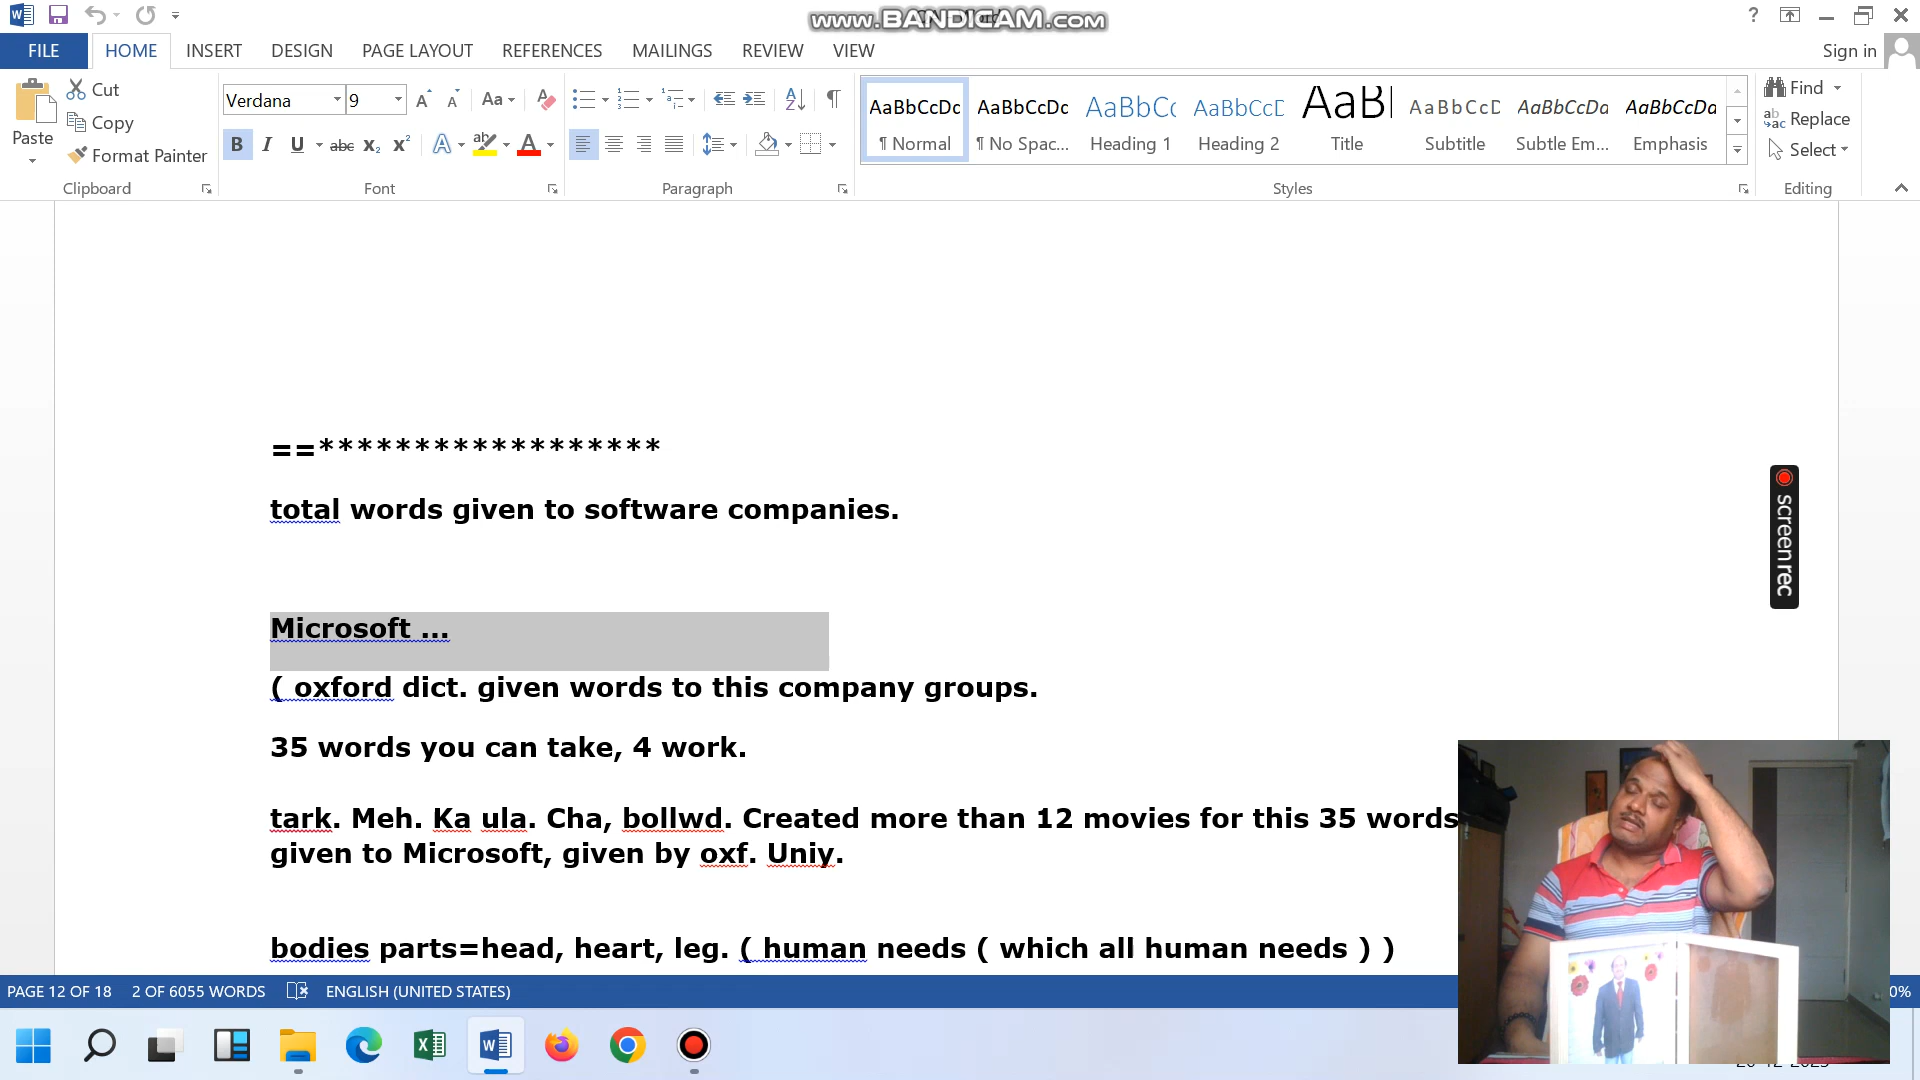 www.BANDICAM.com
FILE HOME INSERT DESIGN PAGE LAYOUT REFERENCES MAILINGS REVIEW VIEW Sign in
Paste
Cut
Copy
Format Painter
Clipboard
Verdana 9
Font
Paragraph
AaBbCcDc AaBbCcDc AaBbCc AaBbCcD AaBl AaBbCcD AaBbCcDa AaBbCcDa
¶ Normal ¶ No Spac... Heading 1 Heading 2 Title Subtitle Subtle Em... Emphasis
Styles
Find
Replace
Select
Editing
==******************
total words given to software companies.
Microsoft ...
( oxford dict. given words to this company groups.
35 words you can take, 4 work.
tark. Meh. Ka ula. Cha, bollwd. Created more than 12 movies for this 35 words
given to Microsoft, given by oxf. Uniy.
bodies parts=head, heart, leg. ( human needs ( which all human needs ) )
screenrec
PAGE 12 OF 18 2 OF 6055 WORDS ENGLISH (UNITED STATES) 0%